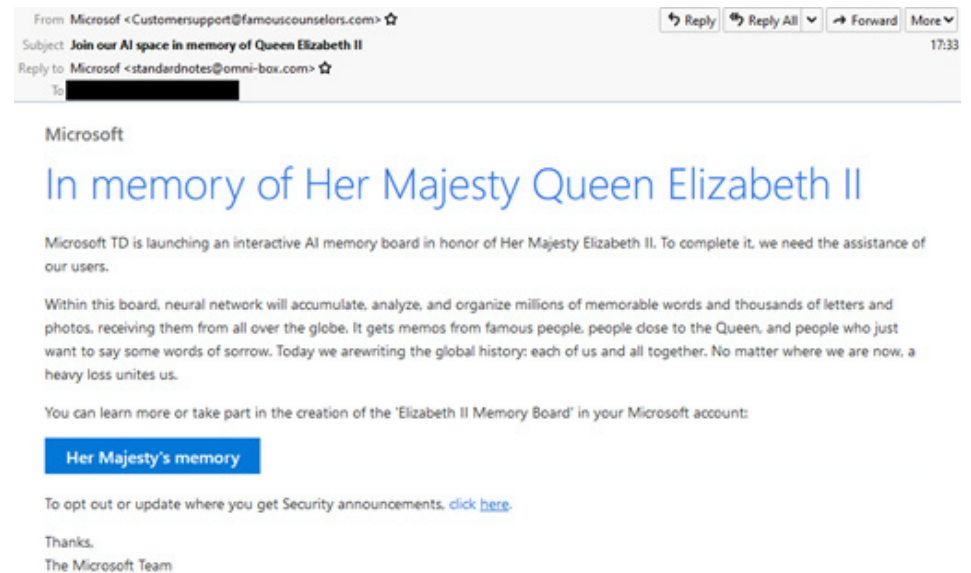 From Microsof <Customersupport@famouscounselors.com>
Reply Reply All Forward More
Subject Join our AI space in memory of Queen Elizabeth II
17:33
Reply to Microsof <standardnotes@omni-box.com>
To
Microsoft
In memory of Her Majesty Queen Elizabeth II
Microsoft TD is launching an interactive AI memory board in honor of Her Majesty Elizabeth II. To complete it, we need the assistance of
our users.
Within this board, neural network will accumulate, analyze, and organize millions of memorable words and thousands of letters and
photos, receiving them from all over the globe. It gets memos from famous people, people close to the Queen, and people who just
want to say some words of sorrow. Today we arewriting the global history: each of us and all together. No matter where we are now, a
heavy loss unites us.
You can learn more or take part in the creation of the 'Elizabeth II Memory Board' in your Microsoft account:
Her Majesty's memory
To opt out or update where you get Security announcements, click here.
Thanks,
The Microsoft Team